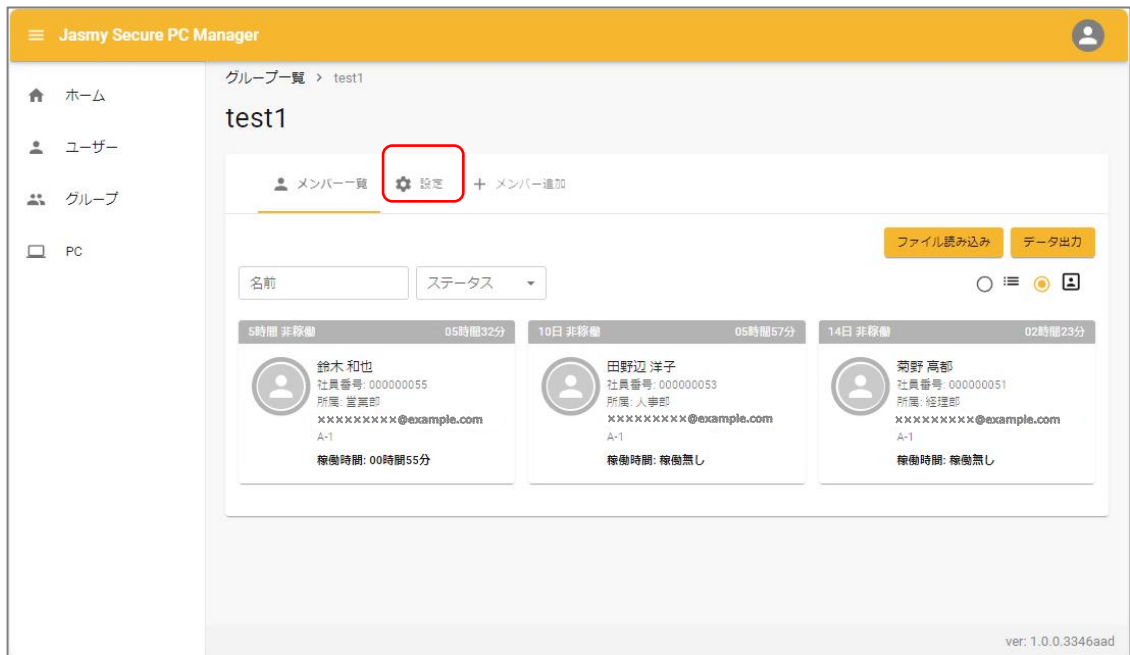 Jasmy Secure PC Manager
ホーム
ユーザー
グループ
PC
グループ一覧 > test1
test1
メンバー一覧 設定 + メンバー追加
ファイル読み込み データ出力
名前 ステータス
5時間 非稼働 05時間32分
鈴木 和也
社員番号: 000000055
所属: 営業部
×××××××××@example.com
A-1
稼働時間: 00時間55分
10日 非稼働 05時間57分
田野辺 洋子
社員番号: 000000053
所属: 人事部
×××××××××@example.com
A-1
稼働時間: 稼働無し
14日 非稼働 02時間23分
菊野 高都
社員番号: 000000051
所属: 経理部
×××××××××@example.com
A-1
稼働時間: 稼働無し
ver: 1.0.0.3346aad